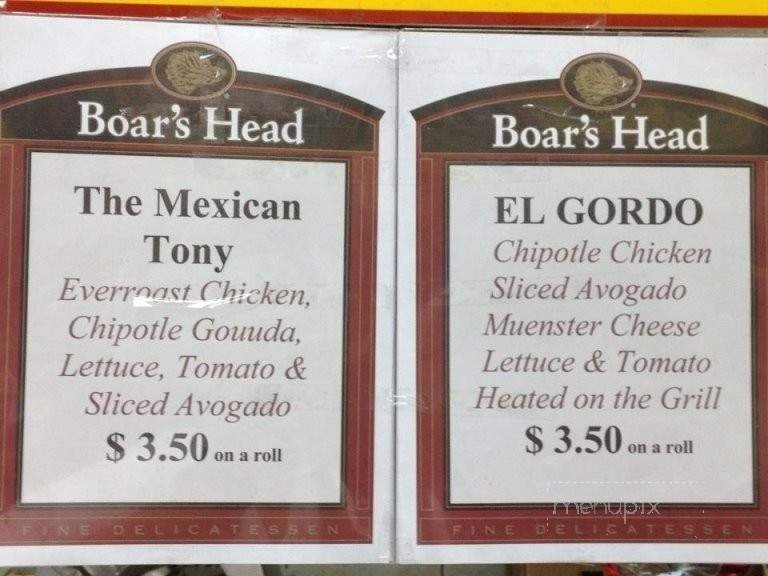 Boar's Head
The Mexican
Tony
Everroast Chicken,
Chipotle Gouuda,
Lettuce, Tomato &
Sliced Avogado
$ 3.50 on a roll
FINE DELICATESSEN
Boar's Head
EL GORDO
Chipotle Chicken
Sliced Avogado
Muenster Cheese
Lettuce & Tomato
Heated on the Grill
$ 3.50 on a roll
menupix
FINE DELICATESSEN